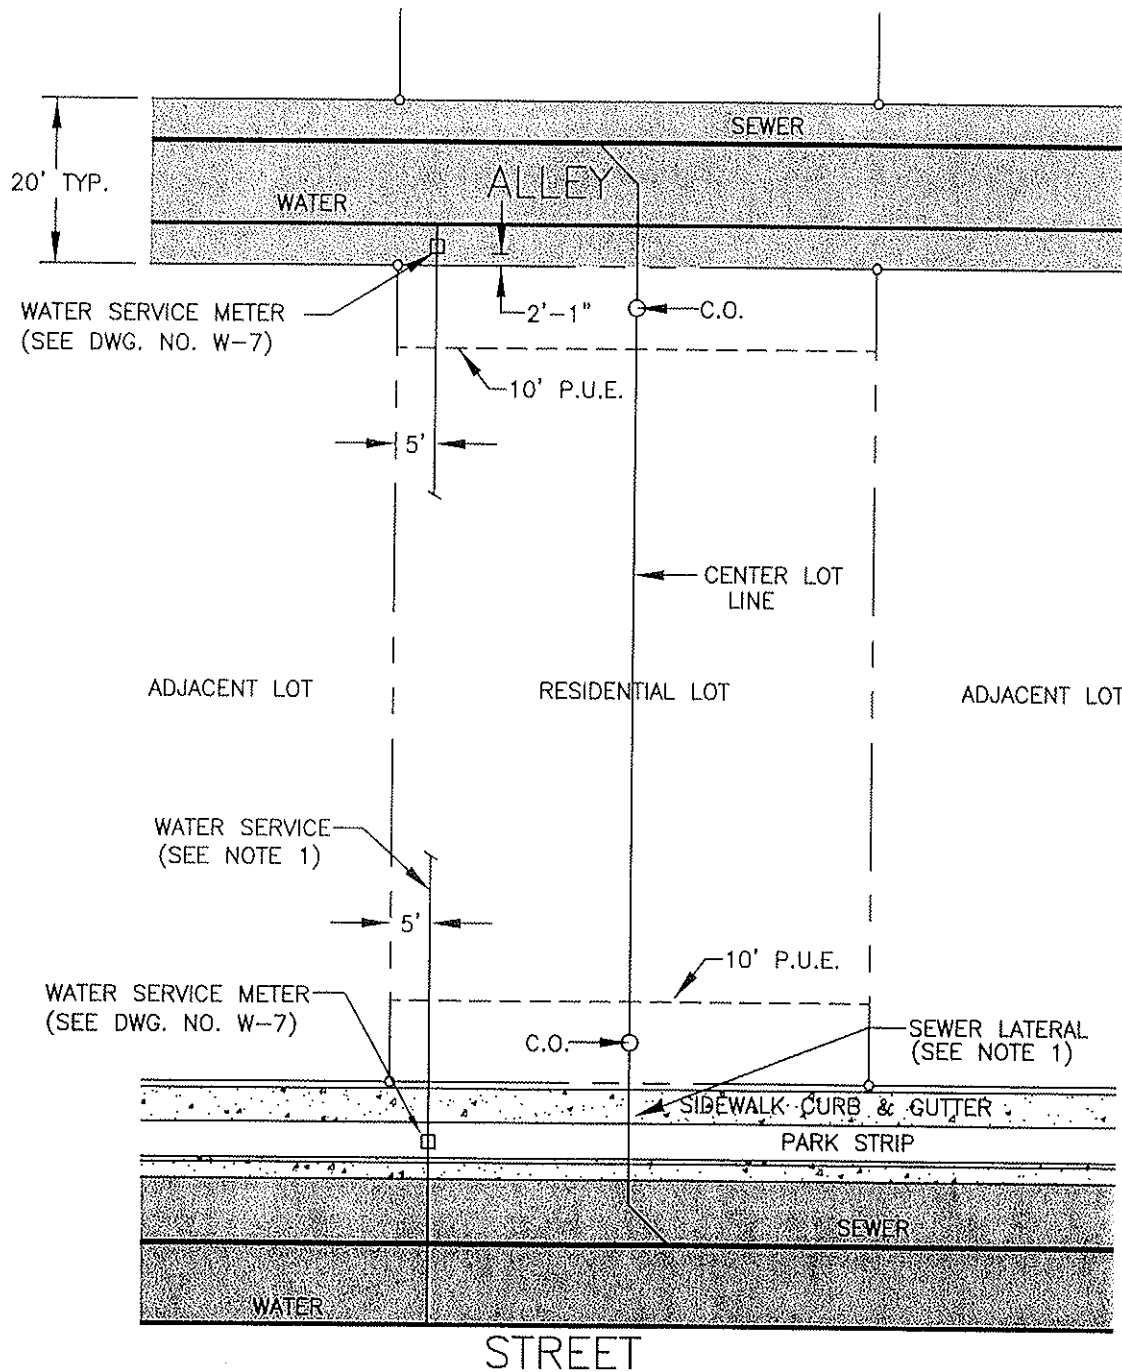 SEWER
20' TYP.
ALLEY
WATER
WATER SERVICE METER
(SEE DWG. NO. W-7)
2'-1"
C.O.
10' P.U.E.
5'
CENTER LOT
LINE
ADJACENT LOT
RESIDENTIAL LOT
ADJACENT LOT
WATER SERVICE
(SEE NOTE 1)
5'
10' P.U.E.
WATER SERVICE METER
(SEE DWG. NO. W-7)
C.O.
SEWER LATERAL
(SEE NOTE 1)
SIDEWALK CURB & GUTTER
PARK STRIP
SEWER
WATER
STREET